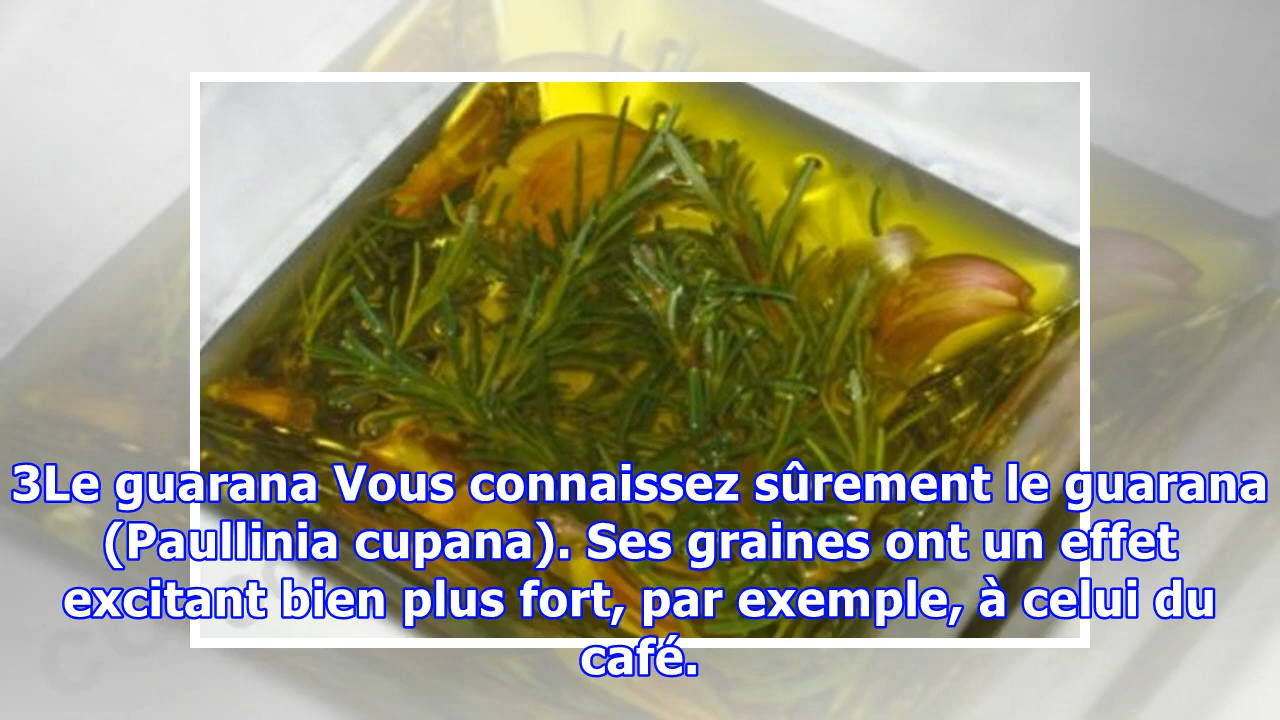 3Le guarana Vous connaissez sûrement le guarana
(Paullinia cupana). Ses graines ont un effet
excitant bien plus fort, par exemple, à celui du
café.